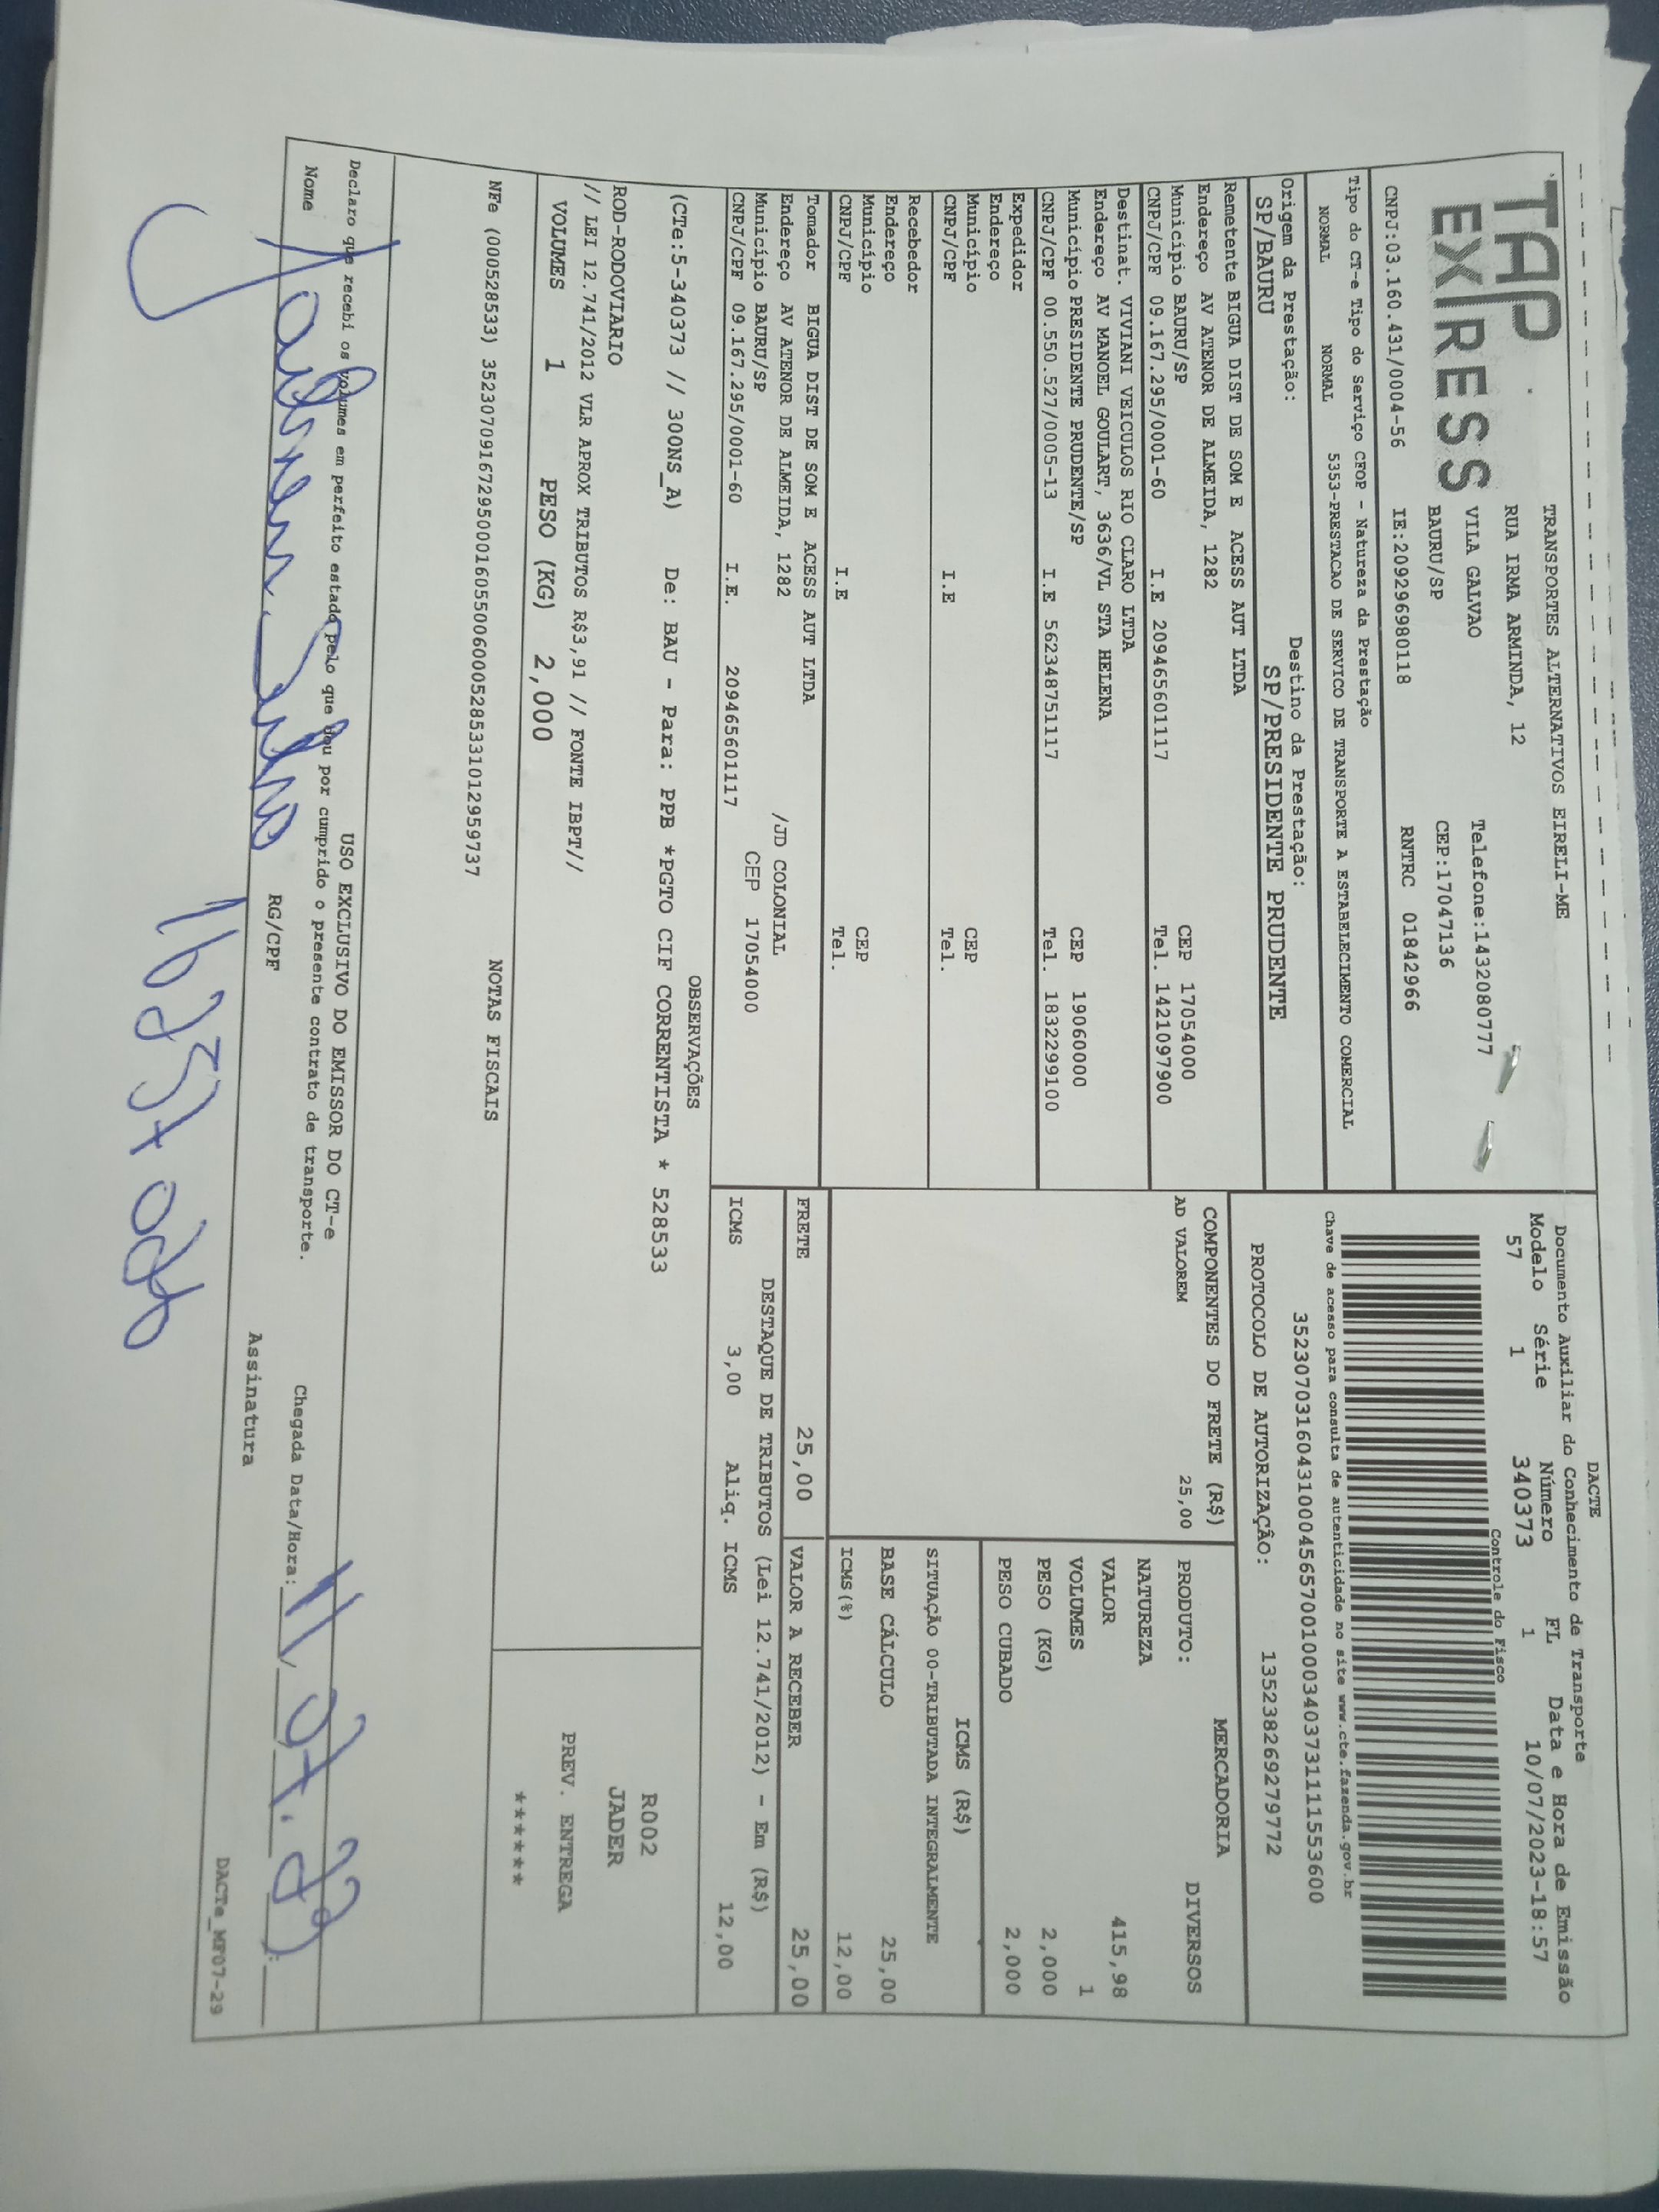 TAP
EXPRESS
TRANSPORTES ALTERNATIVOS EIRELI-ME
RUA IRMA ARMINDA, 12
VILA GALVAO Telefone:1432080777
BAURU/SP CEP:17047136
CNPJ:03.160.431/0004-56 IE:209296980118 RNTRC 01842966
DACTE
Documento Auxiliar do Conhecimento de Transporte
Modelo Série Número FL Data e Hora de Emissão
57 1 340373 1 10/07/2023-18:57
Controle do Fisco
Chave de acesso para consulta de autenticidade no site www.cte.fazenda.gov.br
35230703160431000456570010003403731111553600
PROTOCOLO DE AUTORIZAÇÃO: 135238269279772
Tipo do CT-e Tipo do Serviço CFOP - Natureza da Prestação
NORMAL NORMAL 5353-PRESTACAO DE SERVICO DE TRANSPORTE A ESTABELECIMENTO COMERCIAL
Origem da Prestação: Destino da Prestação:
SP/BAURU SP/PRESIDENTE PRUDENTE
Remetente BIGUA DIST DE SOM E ACESS AUT LTDA
Endereço AV ATENOR DE ALMEIDA, 1282
Município BAURU/SP CEP 17054000
CNPJ/CPF 09.167.295/0001-60 I.E 209465601117 Tel. 1421097900
Destinat. VIVIANI VEICULOS RIO CLARO LTDA
Endereço AV MANOEL GOULART, 3636/VL STA HELENA
Município PRESIDENTE PRUDENTE/SP CEP 19060000
CNPJ/CPF 00.550.527/0005-13 I.E 562348751117 Tel. 1832299100
Expedidor
Endereço
Município CEP
CNPJ/CPF I.E Tel.
Recebedor
Endereço
Município CEP
CNPJ/CPF I.E Tel.
Tomador BIGUA DIST DE SOM E ACESS AUT LTDA
Endereço AV ATENOR DE ALMEIDA, 1282 /JD COLONIAL
Município BAURU/SP CEP 17054000
CNPJ/CPF 09.167.295/0001-60 I.E. 209465601117
COMPONENTES DO FRETE (R$)
AD VALOREM 25,00
MERCADORIA
PRODUTO: DIVERSOS
NATUREZA
VALOR 415,98
VOLUMES 1
PESO (KG) 2,000
PESO CUBADO 2,000
ICMS (R$)
SITUAÇÃO 00-TRIBUTADA INTEGRALMENTE
BASE CÁLCULO 25,00
ICMS(%) 12,00
FRETE 25,00 VALOR A RECEBER 25,00
DESTAQUE DE TRIBUTOS (Lei 12.741/2012) - Em (R$)
ICMS 3,00 Aliq. ICMS 12,00
OBSERVAÇÕES
(CTe:5-340373 // 300NS_A) De: BAU - Para: PPB *PGTO CIF CORRENTISTA * 528533
ROD-RODOVIARIO
// LEI 12.741/2012 VLR APROX TRIBUTOS R$3,91 // FONTE IBPT//
VOLUMES 1 PESO (KG) 2,000
R002
JADER
PREV. ENTREGA
******
NOTAS FISCAIS
NFe (000528533) 35230709167295000160550060005285331012959737
USO EXCLUSIVO DO EMISSOR DO CT-e
Declaro que recebi os volumes em perfeito estado pelo que dou por cumprido o presente contrato de transporte.
Nome RG/CPF Chegada Data/Hora: 11/07.23
Assinatura
DACTe_MF07-29